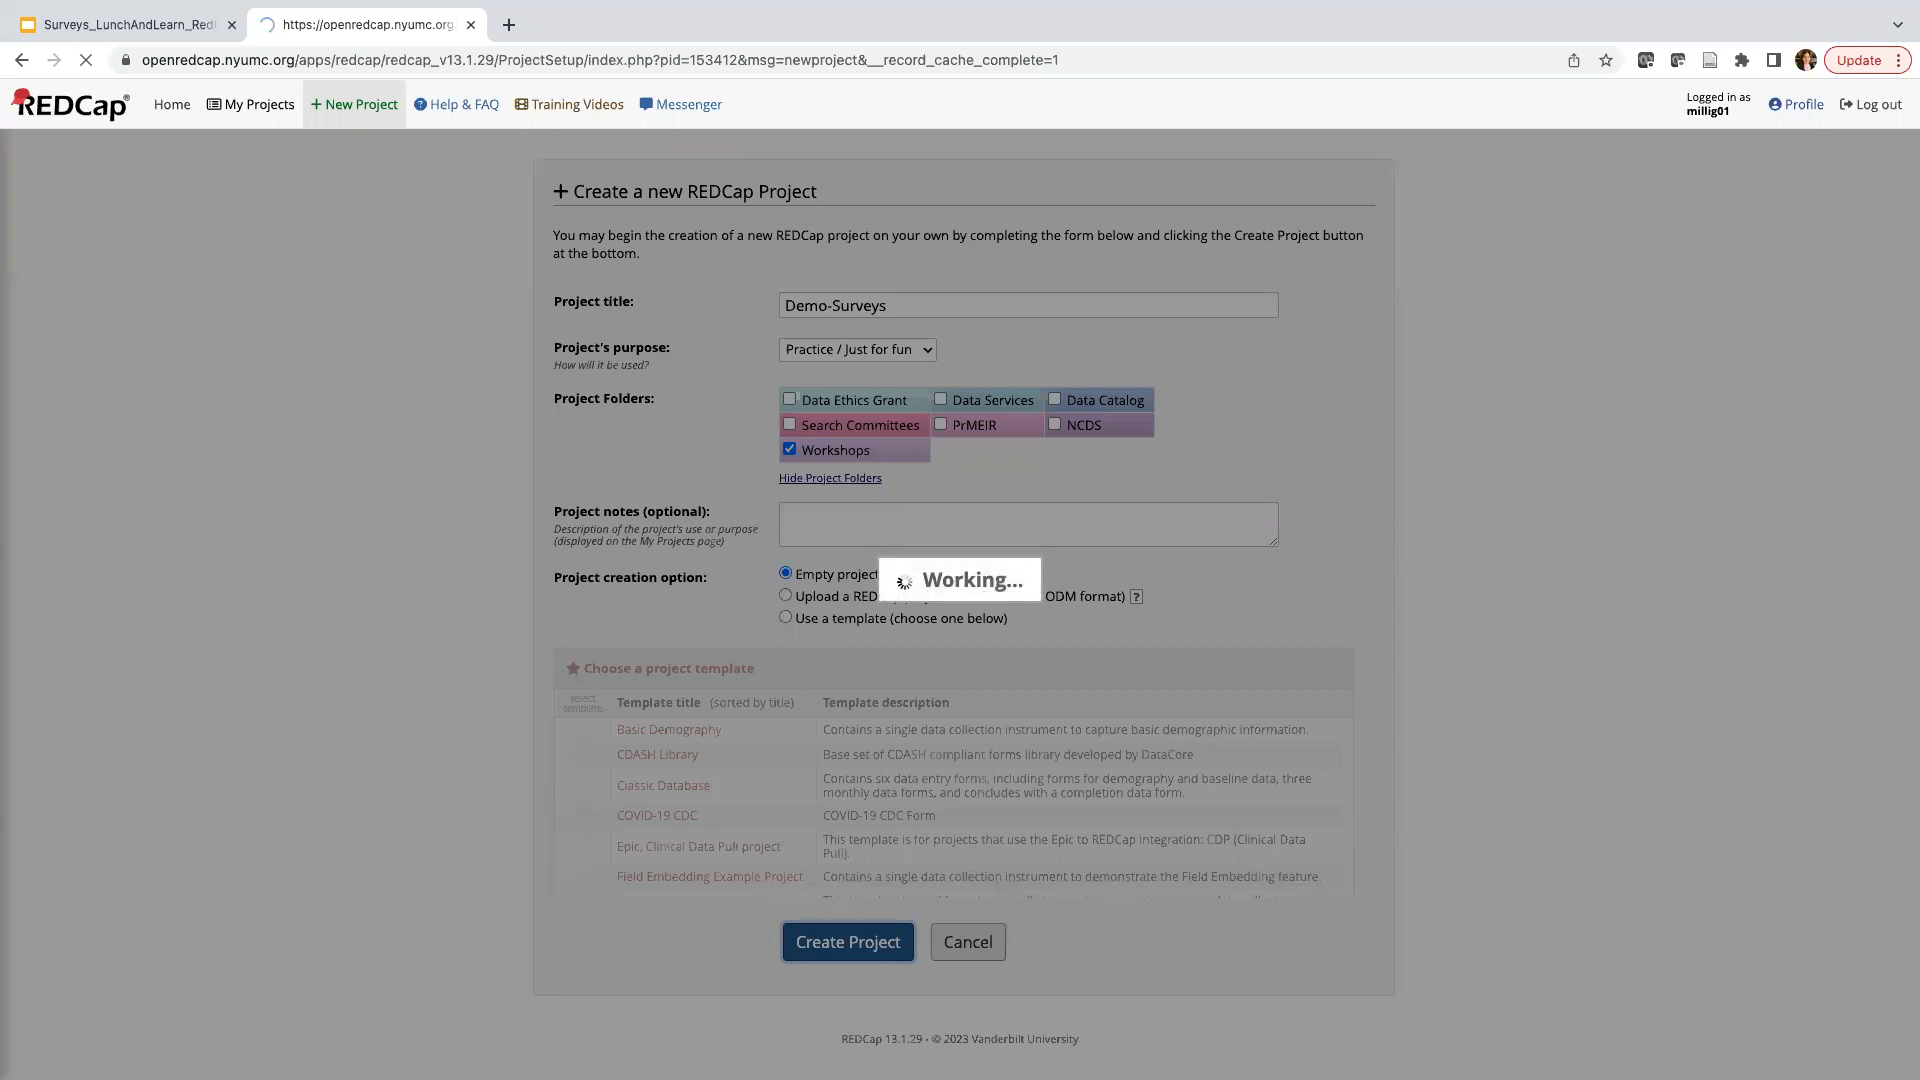 Surveys_LunchAndLearn_Red
https://openredcap.nyumc.org
openredcap.nyumc.org/apps/redcap/redcap_v13.1.29/ProjectSetup/index.php?pid=153412&msg=newproject&__record_cache_complete=1
Update
REDCap®
Home
My Projects
+ New Project
Help & FAQ
Training Videos
Messenger
Logged in as
millig01
Profile
Log out
+ Create a new REDCap Project
You may begin the creation of a new REDCap project on your own by completing the form below and clicking the Create Project button
at the bottom.
Project title:
Demo-Surveys
Project's purpose:
How will it be used?
Practice / Just for fun
Project Folders:
Data Ethics Grant
Data Services
Data Catalog
Search Committees
PrMEIR
NCDS
Workshops
Hide Project Folders
Project notes (optional):
Description of the project's use or purpose
(displayed on the My Projects page)
Project creation option:
Empty project
Working...
Upload a RED
ODM format) ?
Use a template (choose one below)
Choose a project template
select
template
Template title (sorted by title)
Template description
Basic Demography
Contains a single data collection instrument to capture basic demographic information.
CDASH Library
Base set of CDASH compliant forms library developed by DataCore
Classic Database
Contains six data entry forms, including forms for demography and baseline data, three
monthly data forms, and concludes with a completion data form.
COVID-19 CDC
COVID-19 CDC Form
Epic, Clinical Data Pull project
This template is for projects that use the Epic to REDCap integration: CDP (Clinical Data
Pull).
Field Embedding Example Project
Contains a single data collection instrument to demonstrate the Field Embedding feature.
Create Project
Cancel
REDCap 13.1.29 - © 2023 Vanderbilt University